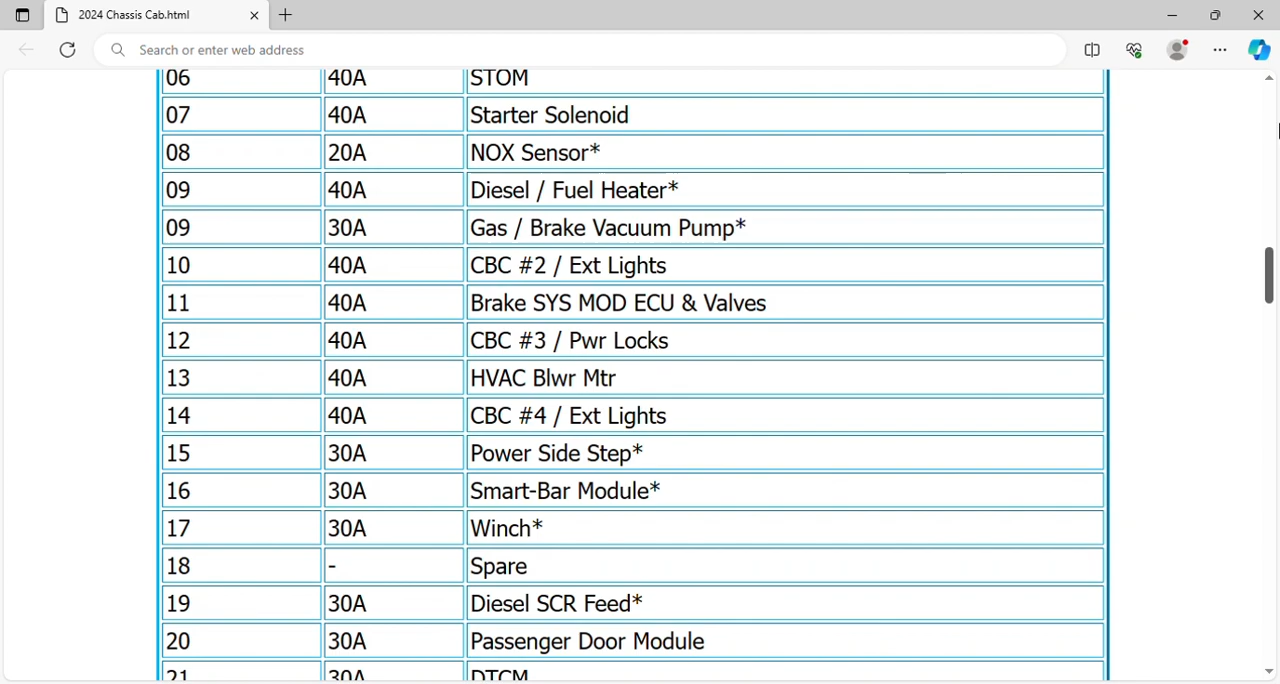 2024 Chassis Cab.html
Search or enter web address
06 40A STOM
07 40A Starter Solenoid
08 20A NOX Sensor*
09 40A Diesel / Fuel Heater*
09 30A Gas / Brake Vacuum Pump*
10 40A CBC #2 / Ext Lights
11 40A Brake SYS MOD ECU & Valves
12 40A CBC #3 / Pwr Locks
13 40A HVAC Blwr Mtr
14 40A CBC #4 / Ext Lights
15 30A Power Side Step*
16 30A Smart-Bar Module*
17 30A Winch*
18 - Spare
19 30A Diesel SCR Feed*
20 30A Passenger Door Module
21 30A DTCM